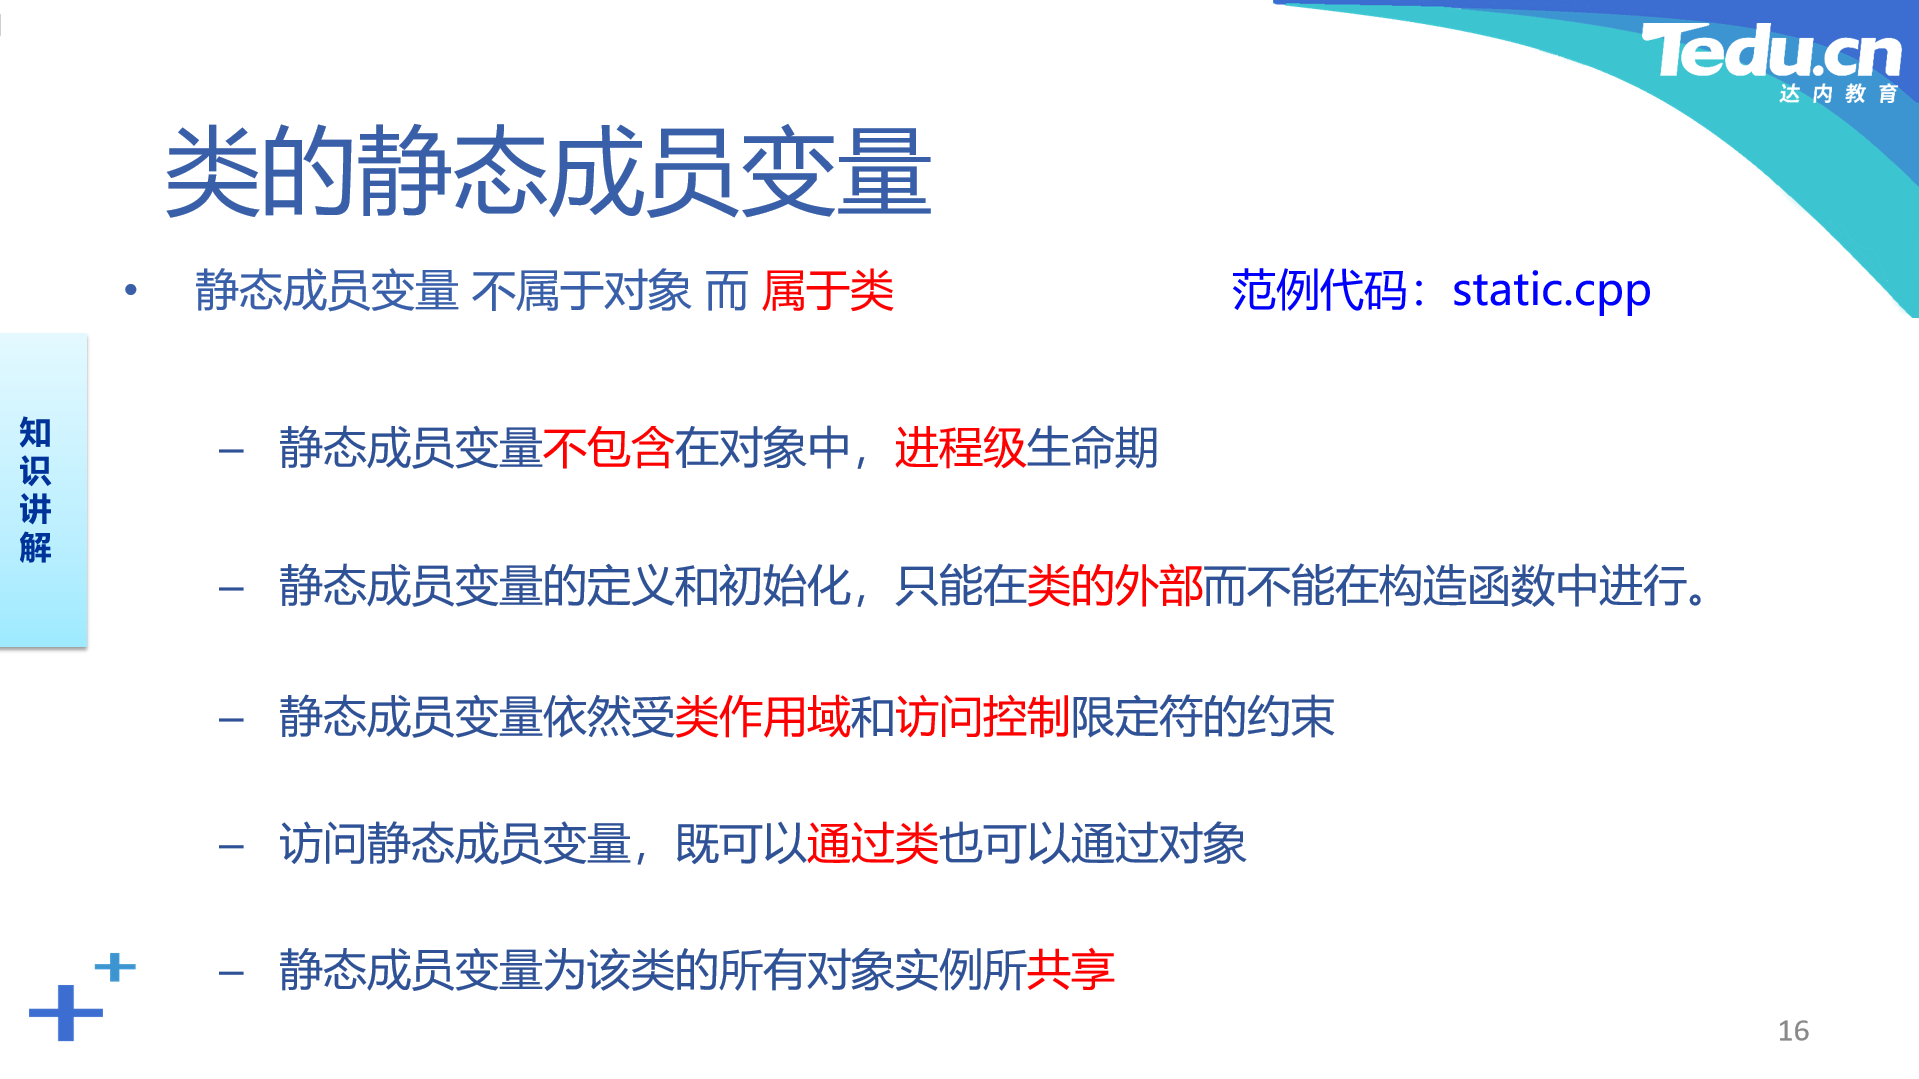 Tedu.cn
达内教育
类的静态成员变量
• 静态成员变量 不属于对象 而 属于类
范例代码：static.cpp
知识讲解
– 静态成员变量不包含在对象中，进程级生命期
– 静态成员变量的定义和初始化，只能在类的外部而不能在构造函数中进行。
– 静态成员变量依然受类作用域和访问控制限定符的约束
– 访问静态成员变量，既可以通过类也可以通过对象
– 静态成员变量为该类的所有对象实例所共享
16